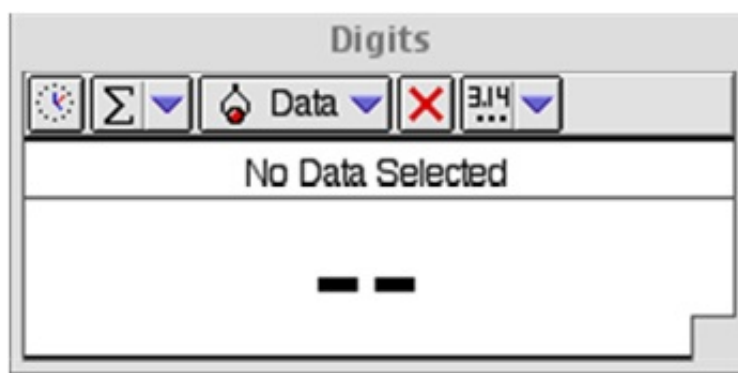 Digits
Σ Data 3.14...
No Data Selected
--